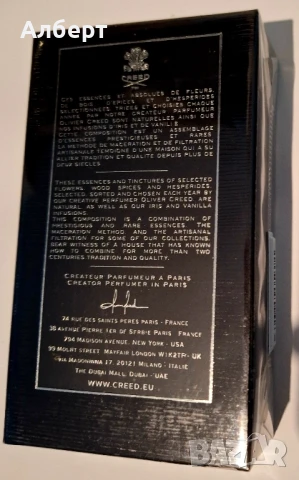 Алберт
CREED
CES ESSENCES ET ABSOLUES DE FLEURS,
DE BOIS D'EPICES ET D'HESPERIDES
SELECTIONNEES TRIEES ET CHOISIES CHAQUE
ANNEE PAR NOTRE CREATEUR PARFUMEUR
OLIVIER CREED SONT NATURELLES AINSI QUE
NOS INFUSIONS D'IRIS ET DE VANILLE.
CETTE COMPOSITION EST UN ASSEMBLAGE
D'ESSENCES PRESTIGIEUSES ET RARES.
LA METHODE DE MACERATION ET DE FILTRATION
ARTISANALE TEMOIGNE D'UNE MAISON QUI A SU
ALLIER TRADITION ET QUALITE DEPUIS PLUS DE
DEUX SIECLES.
THESE ESSENCES AND TINCTURES OF SELECTED
FLOWERS, WOOD SPICES AND HESPERIDES,
SELECTED, SORTED AND CHOSEN EACH YEAR BY
OUR CREATIVE PERFUMER OLIVIER CREED, ARE
NATURAL, AS WELL AS OUR IRIS AND VANILLA
INFUSIONS.
THIS COMPOSITION IS A COMBINATION OF
PRESTIGIOUS AND RARE ESSENCES. THE
MACERATION METHOD AND THE ARTISANAL
FILTRATION FOR SOME OF OUR COLLECTIONS,
BEAR WITNESS OF A HOUSE THAT HAS KNOWN
HOW TO COMBINE FOR MORE THAN TWO
CENTURIES TRADITION AND QUALITY.
CREATEUR PARFUMEUR A PARIS
CREATOR PERFUMER IN PARIS
74 RUE DES SAINTS PERES PARIS - FRANCE
38 AVENUE PIERRE 1ER DE SERBIE PARIS - FRANCE
794 MADISON AVENUE, NEW YORK - USA
99 MOUNT STREET, MAYFAIR LONDON W1K2TF - UK
VIA MADONNINA 17, 20121 MILANO - ITALIE
THE DUBAI MALL DUBAI - UAE
WWW.CREED.EU
bazar.bg